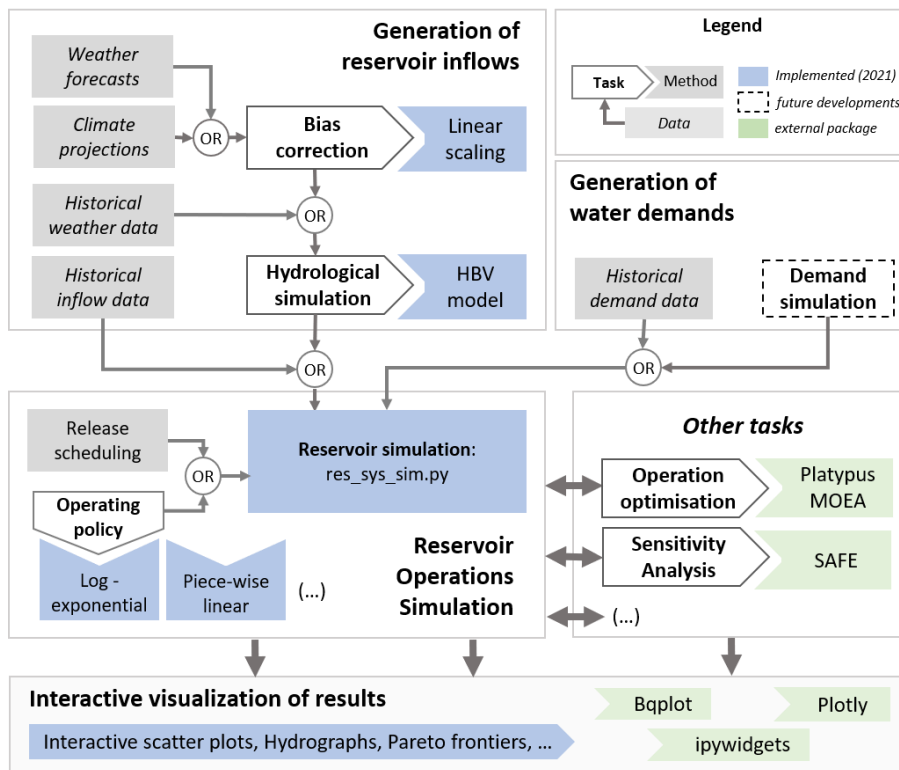 Generation of
reservoir inflows
Weather
forecasts
Climate
projections
OR
Bias
correction
Linear
scaling
Historical
weather data
OR
Historical
inflow data
Hydrological
simulation
HBV
model
OR
Legend
Task
Method
Data
Implemented (2021)
future developments
external package
Generation of
water demands
Historical
demand data
Demand
simulation
OR
Release
scheduling
OR
Operating
policy
Log -
exponential
Piece-wise
linear
(...)
Reservoir simulation:
res_sys_sim.py
Reservoir
Operations
Simulation
Other tasks
Operation
optimisation
Platypus
MOEA
Sensitivity
Analysis
SAFE
(...)
Interactive visualization of results
Interactive scatter plots, Hydrographs, Pareto frontiers, ...
Bqplot
Plotly
ipywidgets